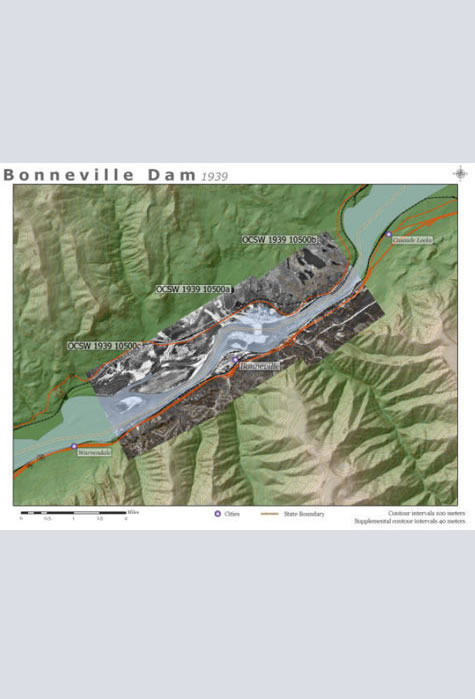 Bonneville Dam 1939
OCSW 1939 10500b
Cascade Locks
OCSW 1939 10500a
OCSW 1939 10500c
Bonneville
Warrendale
Miles
0 0.5 1 1.5 2
Cities
State Boundary
Contour intervals 100 meters
Supplemental contour intervals 40 meters